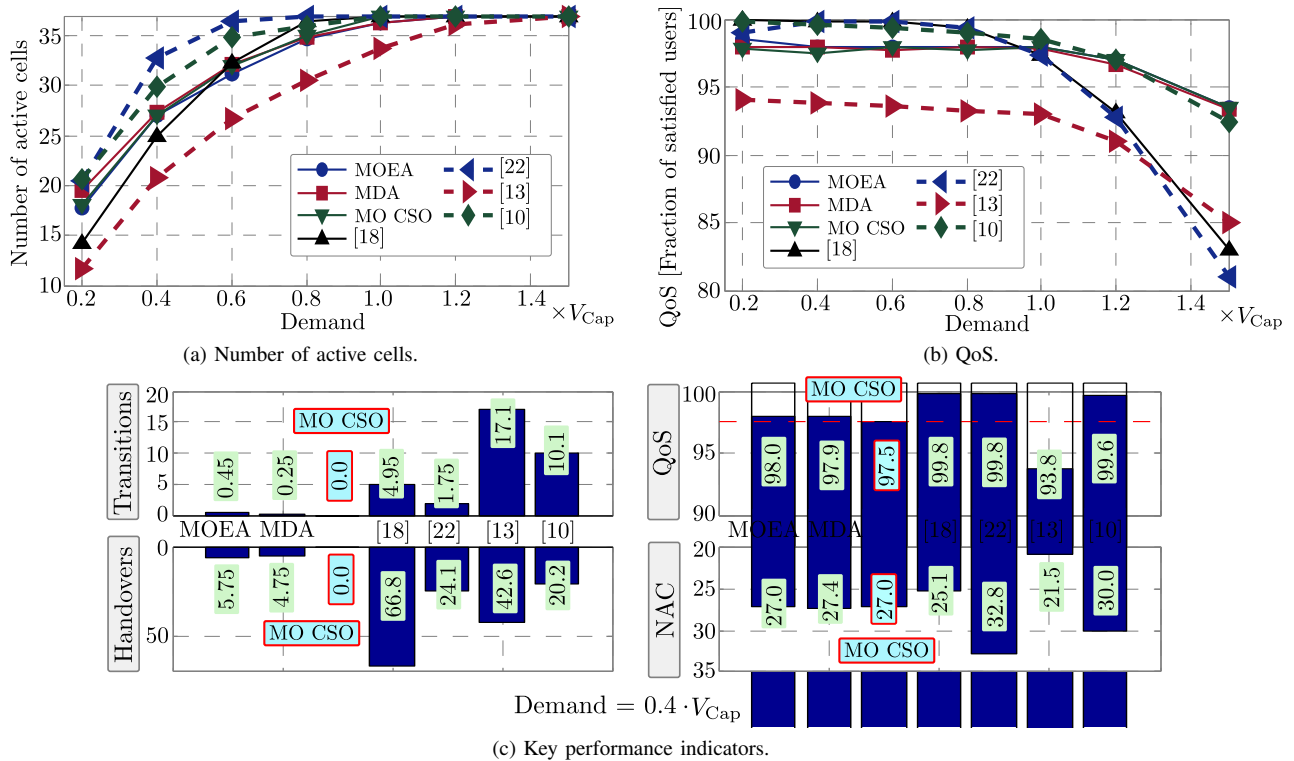 Number of active cells
35
30
25
20
15
10
0.2 0.4 0.6 0.8 1.0 1.2 1.4
×V_Cap
Demand
MOEA
MDA
MO CSO
[18]
[22]
[13]
[10]
(a) Number of active cells.
QoS [Fraction of satisfied users]
100
95
90
85
80
0.2 0.4 0.6 0.8 1.0 1.2 1.4
×V_Cap
Demand
MOEA
MDA
MO CSO
[18]
[22]
[13]
[10]
(b) QoS.
Transitions
20
15
10
5
0
MO CSO
0.45 0.25 0.0 4.95 1.75 17.1 10.1
MOEA MDA [18] [22] [13] [10]
Handovers
0
50
5.75 4.75 0.0 66.8 24.1 42.6 20.2
MO CSO
QoS
100
95
90
MO CSO
98.0 97.9 97.5 99.8 99.8 93.8 99.6
MOEA MDA [18] [22] [13] [10]
NAC
20
25
30
35
27.0 27.4 27.0 25.1 32.8 21.5 30.0
MO CSO
Demand = 0.4 · V_Cap
(c) Key performance indicators.